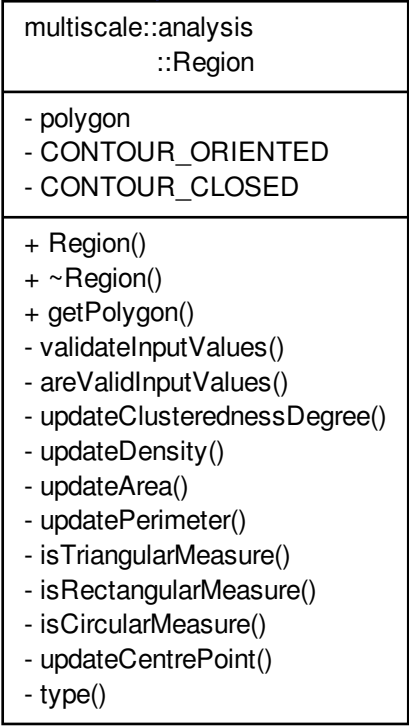 multiscale::analysis
::Region
- polygon
- CONTOUR_ORIENTED
- CONTOUR_CLOSED
+ Region()
+ ~Region()
+ getPolygon()
- validateInputValues()
- areValidInputValues()
- updateClusterednessDegree()
- updateDensity()
- updateArea()
- updatePerimeter()
- isTriangularMeasure()
- isRectangularMeasure()
- isCircularMeasure()
- updateCentrePoint()
- type()